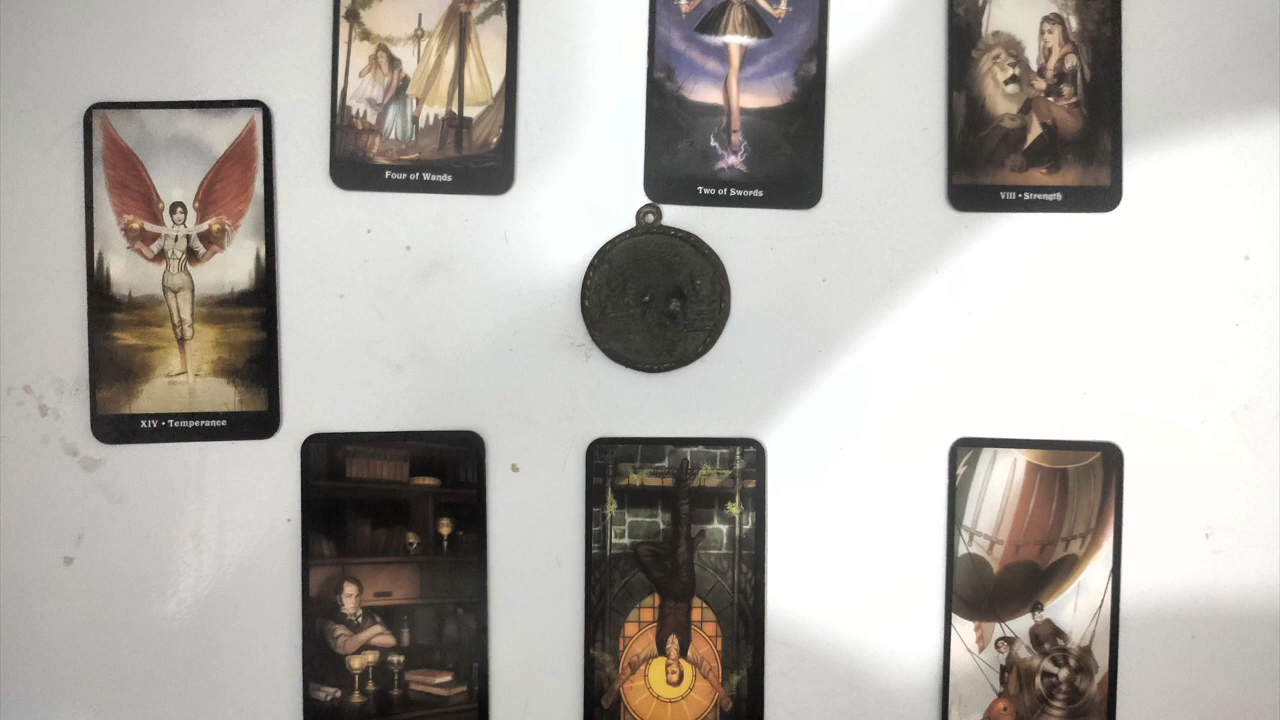 Four of Wands
Two of Swords
VIII • Strength
XIV • Temperance